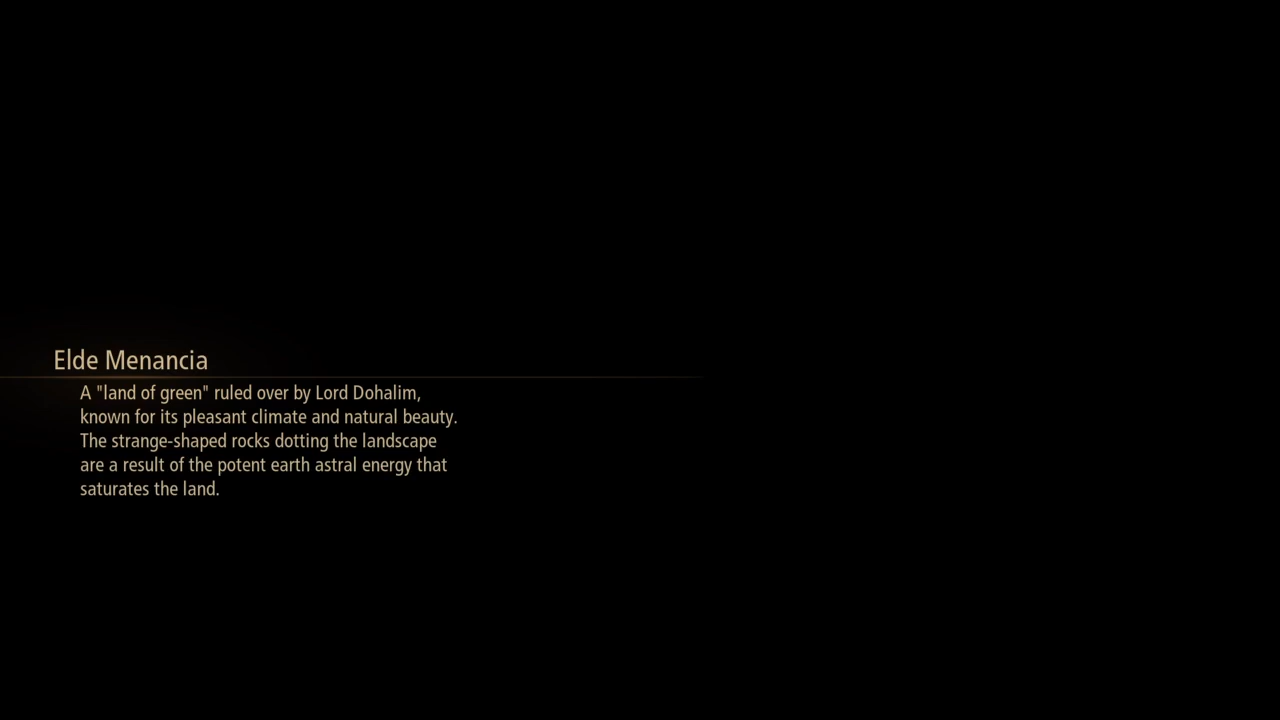 Elde Menancia
A "land of green" ruled over by Lord Dohalim,
known for its pleasant climate and natural beauty.
The strange-shaped rocks dotting the landscape
are a result of the potent earth astral energy that
saturates the land.